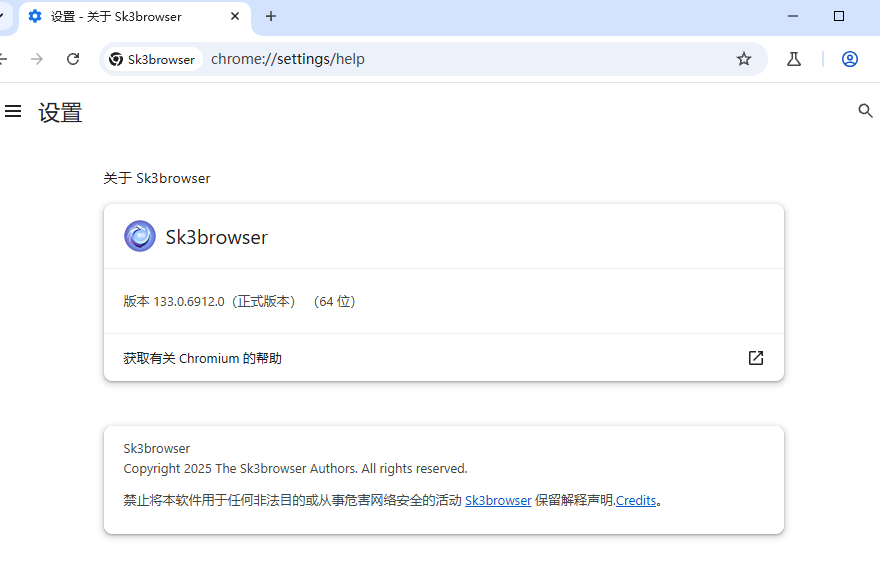 设置 - 关于 Sk3browser
Sk3browser chrome://settings/help
设置
关于 Sk3browser
Sk3browser
版本 133.0.6912.0（正式版本） （64 位）
获取有关 Chromium 的帮助
Sk3browser
Copyright 2025 The Sk3browser Authors. All rights reserved.
禁止将本软件用于任何非法目的或从事危害网络安全的活动 Sk3browser 保留解释声明.Credits。